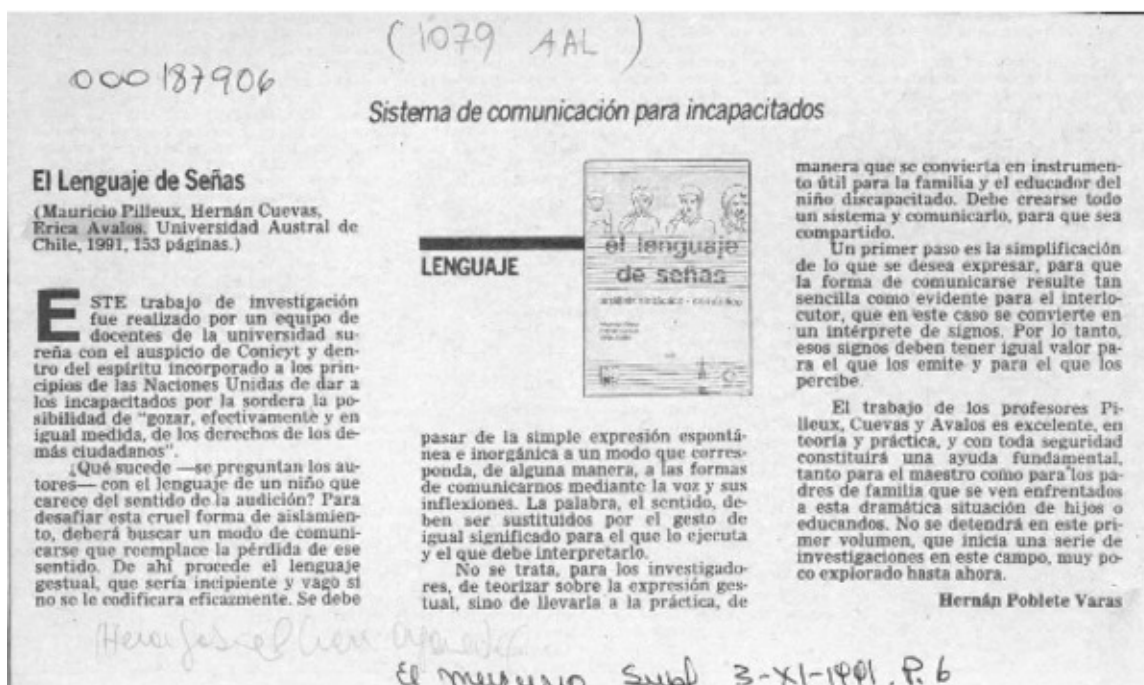 (1079 AAL)
000187906
Sistema de comunicación para incapacitados
El Lenguaje de Señas
(Mauricio Pilleux, Hernán Cuevas,
Erica Avalos, Universidad Austral de
Chile, 1991, 153 páginas.)
ESTE trabajo de investigación
fue realizado por un equipo de
docentes de la universidad su-
reña con el auspicio de Conicyt y den-
tro del espíritu incorporado a los prin-
cipios de las Naciones Unidas de dar a
los incapacitados por la sordera la po-
sibilidad de "gozar, efectivamente y en
igual medida, de los derechos de los de-
más ciudadanos".
¿Qué sucede —se preguntan los au-
tores— con el lenguaje de un niño que
carece del sentido de la audición? Para
desafiar esta cruel forma de aislamien-
to, deberá buscar un modo de comuni-
carse que reemplace la pérdida de ese
sentido. De ahí procede el lenguaje
gestual, que sería incipiente y vago si
no se le codificara eficazmente. Se debe
LENGUAJE
el lenguaje
de señas
pasar de la simple expresión espontá-
nea e inorgánica a un modo que corres-
ponda, de alguna manera, a las formas
de comunicarnos mediante la voz y sus
inflexiones. La palabra, el sentido, de-
ben ser sustituidos por el gesto de
igual significado para el que lo ejecuta
y el que debe interpretarlo.
No se trata, para los investigado-
res, de teorizar sobre la expresión ges-
tual, sino de llevarla a la práctica, de
manera que se convierta en instrumen-
to útil para la familia y el educador del
niño discapacitado. Debe crearse todo
un sistema y comunicarlo, para que sea
compartido.
Un primer paso es la simplificación
de lo que se desea expresar, para que
la forma de comunicarse resulte tan
sencilla como evidente para el interlo-
cutor, que en este caso se convierte en
un intérprete de signos. Por lo tanto,
esos signos deben tener igual valor pa-
ra el que los emite y para el que los
percibe.
El trabajo de los profesores Pi-
lleux, Cuevas y Avalos es excelente, en
teoría y práctica, y con toda seguridad
constituirá una ayuda fundamental,
tanto para el maestro como para los pa-
dres de familia que se ven enfrentados
a esta dramática situación de hijos o
educandos. No se detendrá en este pri-
mer volumen, que inicia una serie de
investigaciones en este campo, muy po-
co explorado hasta ahora.
Hernán Poblete Varas
El Mercurio Supl 3-XI-1991. P. 6